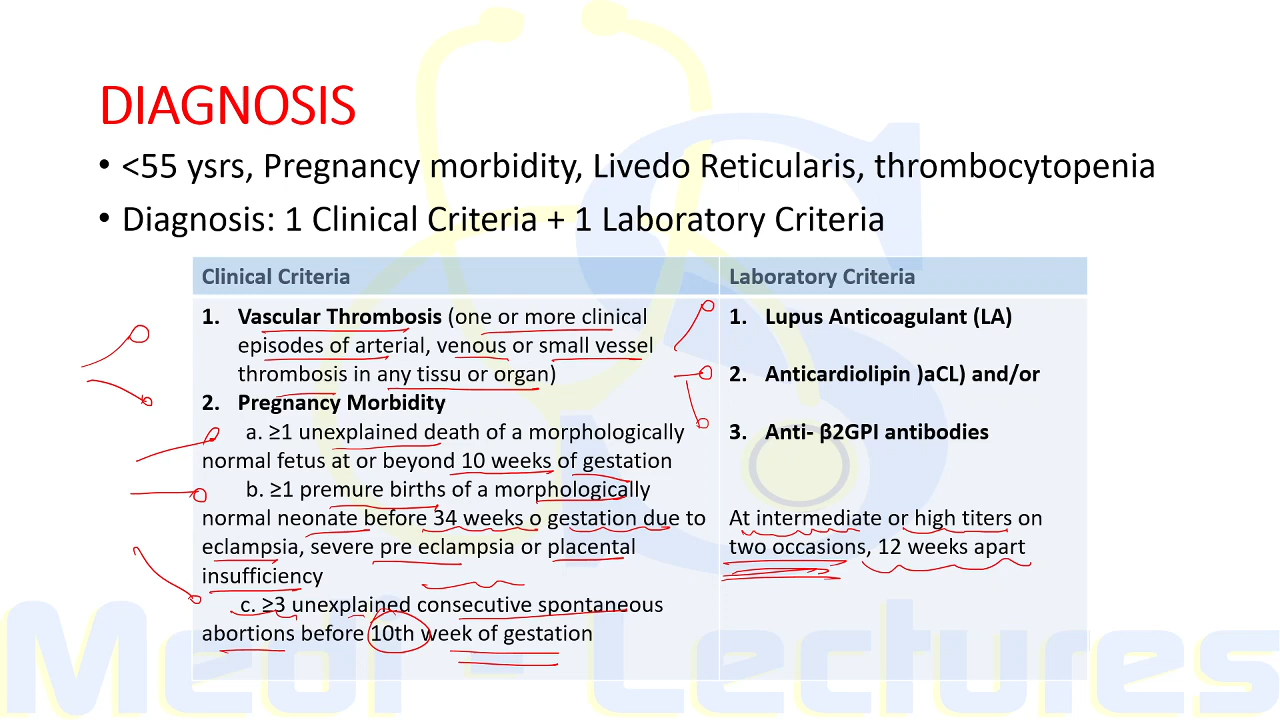 DIAGNOSIS
• <55 ysrs, Pregnancy morbidity, Livedo Reticularis, thrombocytopenia
• Diagnosis: 1 Clinical Criteria + 1 Laboratory Criteria
Clinical Criteria
1. Vascular Thrombosis (one or more clinical
episodes of arterial, venous or small vessel
thrombosis in any tissu or organ)
2. Pregnancy Morbidity
a. ≥1 unexplained death of a morphologically
normal fetus at or beyond 10 weeks of gestation
b. ≥1 premure births of a morphologically
normal neonate before 34 weeks o gestation due to
eclampsia, severe pre eclampsia or placental
insufficiency
c. ≥3 unexplained consecutive spontaneous
abortions before 10th week of gestation
Laboratory Criteria
1. Lupus Anticoagulant (LA)
2. Anticardiolipin )aCL) and/or
3. Anti- β2GPI antibodies
At intermediate or high titers on
two occasions, 12 weeks apart
Medi - Lectures